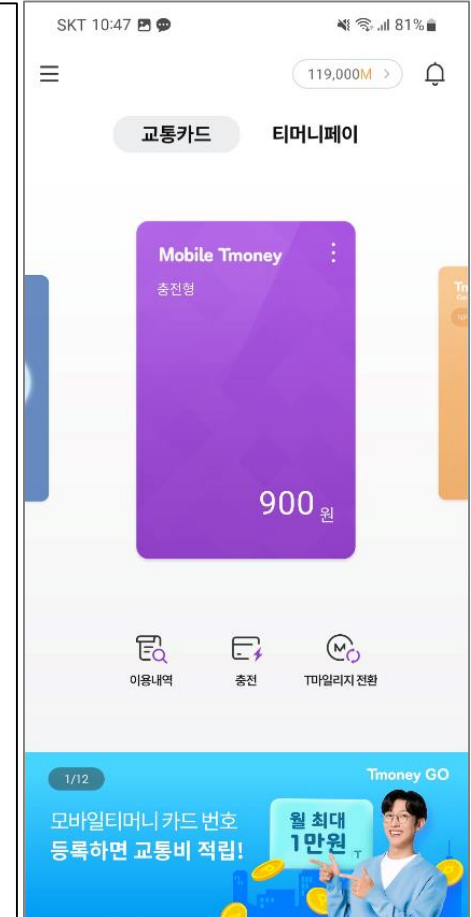 SKT 10:47
81%
119,000M >
교통카드 티머니페이
Mobile Tmoney
충전형
900 원
이용내역 충전 T마일리지 전환
1/12
Tmoney GO
모바일티머니 카드 번호
등록하면 교통비 적립!
월 최대
1만원
T